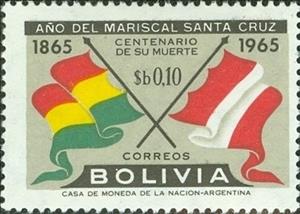 AÑO DEL MARISCAL SANTA CRUZ
1865 CENTENARIO 1965
DE SU MUERTE
$b 0,10
CORREOS
BOLIVIA
CASA DE MONEDA DE LA NACION-ARGENTINA